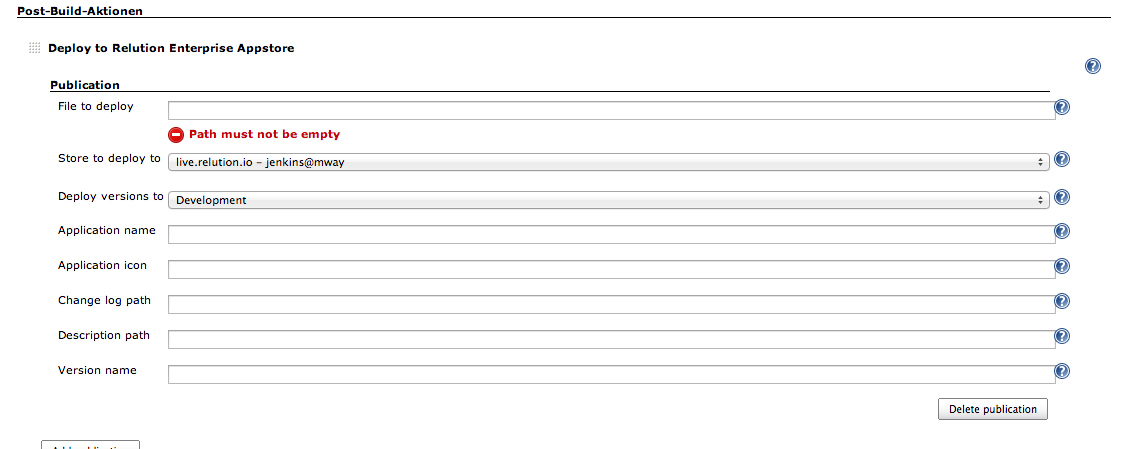 Post-Build-Aktionen
Deploy to Relution Enterprise Appstore
Publication
File to deploy
Path must not be empty
Store to deploy to live.relution.io – jenkins@mway
Deploy versions to Development
Application name
Application icon
Change log path
Description path
Version name
Delete publication